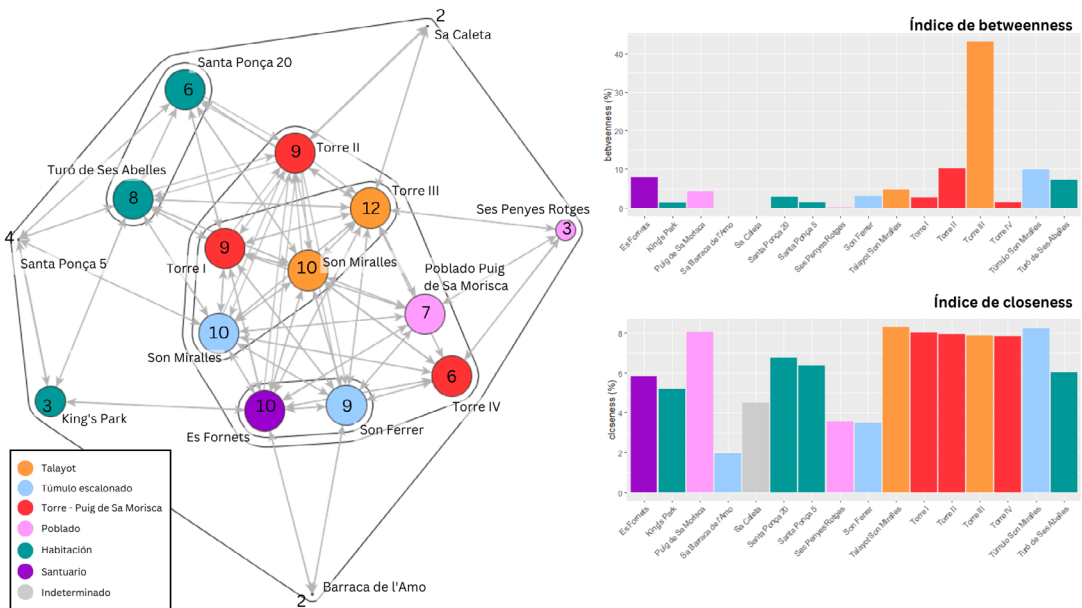 2
Sa Caleta
Santa Ponça 20
6
9
Torre II
Turó de Ses Abelles
8
Torre III
12
Ses Penyes Rotges
3
4
Santa Ponça 5
9
Torre I
Son Miralles
10
Poblado Puig
de Sa Morisca
7
10
Son Miralles
6
Torre IV
3
King's Park
10
Es Fornets
9
Son Ferrer
Barraca de l'Amo
2
Talayot
Túmulo escalonado
Torre - Puig de Sa Morisca
Poblado
Habitación
Santuario
Indeterminado
Índice de betweenness
betweenness (%)
40
30
20
10
0
Es Fornets
King's Park
Puig de Sa Morisca
Sa Barraca de l'Amo
Sa Caleta
Santa Ponça 20
Santa Ponça 5
Ses Penyes Rotges
Son Ferrer
Talayot Son Miralles
Torre I
Torre II
Torre III
Torre IV
Túmulo Son Miralles
Turó de Ses Abelles
Índice de closeness
closeness (%)
8
6
4
2
0
Es Fornets
King's Park
Puig de Sa Morisca
Sa Barraca de l'Amo
Sa Caleta
Santa Ponça 20
Santa Ponça 5
Ses Penyes Rotges
Son Ferrer
Talayot Son Miralles
Torre I
Torre II
Torre III
Torre IV
Túmulo Son Miralles
Turó de Ses Abelles